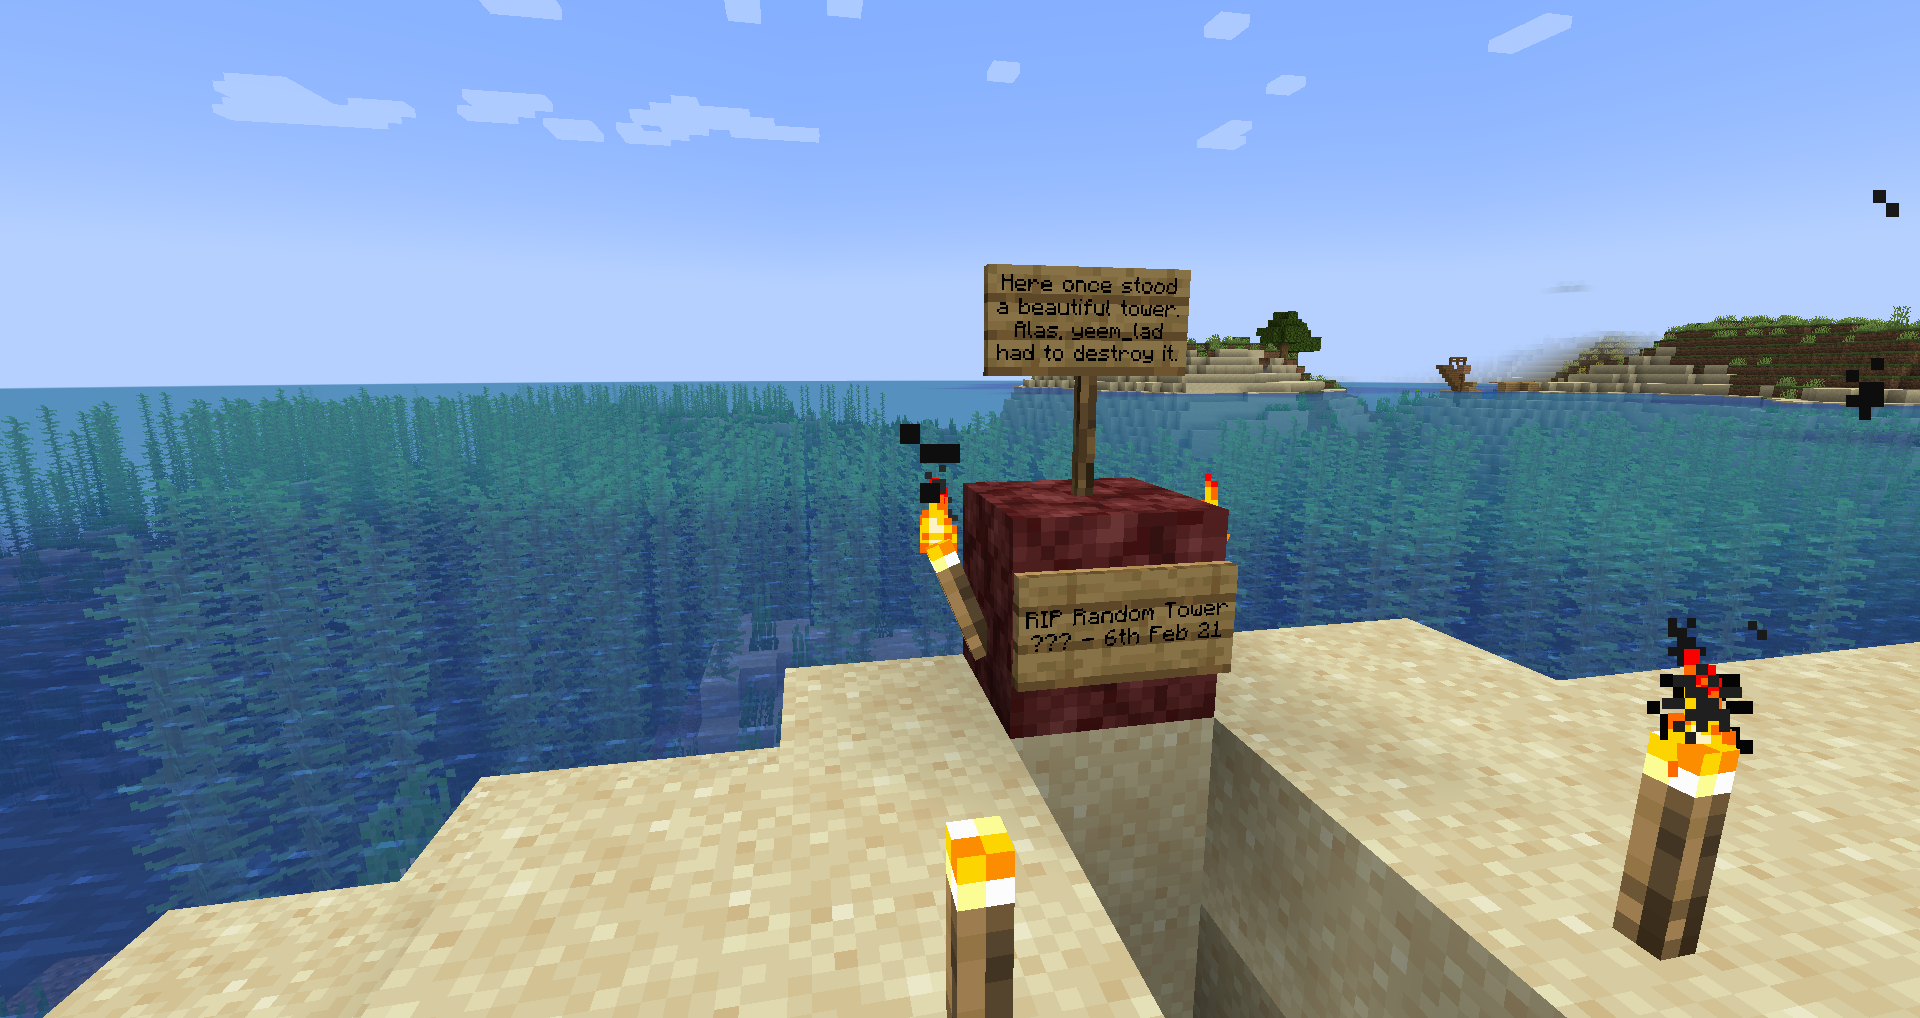 Here once stood
a beautiful tower.
Alas, yeem_lad
had to destroy it.
RIP Random Tower
??? - 6th Feb 21